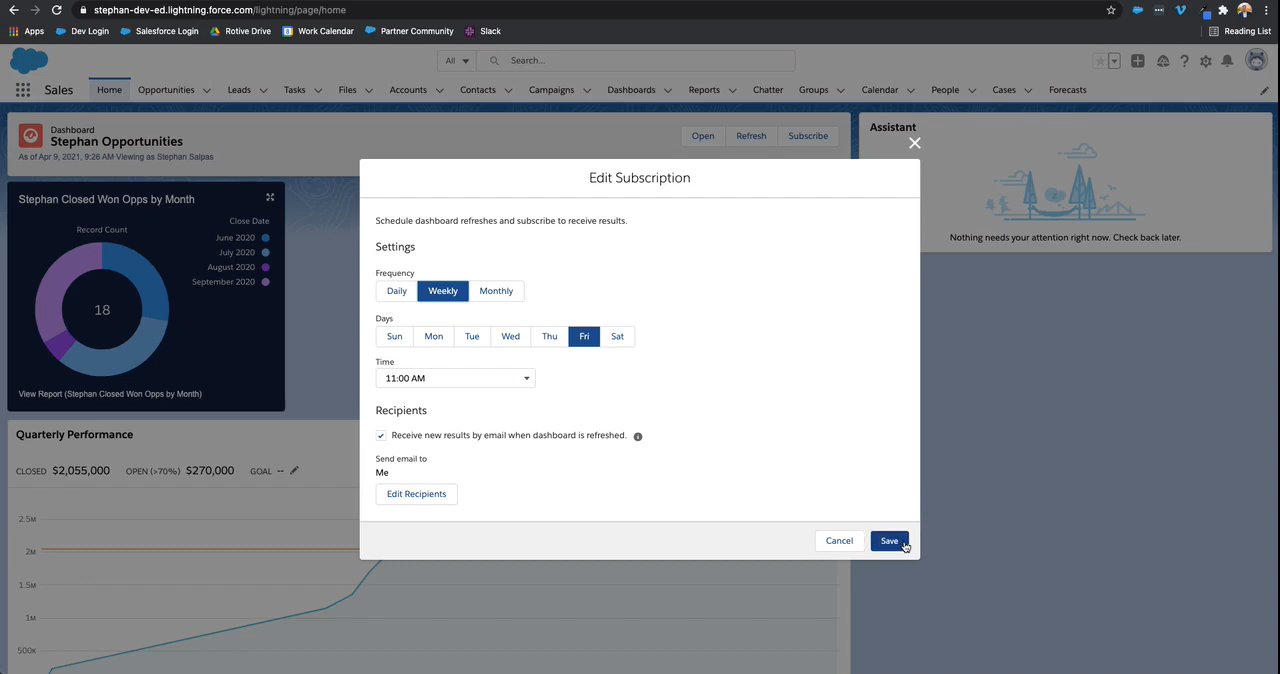 stephan-dev-ed.lightning.force.com/lightning/page/home
Apps Dev Login Salesforce Login Rotive Drive Work Calendar Partner Community Slack Reading List
All Search...
Sales Home Opportunities Leads Tasks Files Accounts Contacts Campaigns Dashboards Reports Chatter Groups Calendar People Cases Forecasts
Dashboard
Stephan Opportunities
As of Apr 9, 2021, 9:26 AM·Viewing as Stephan Salpas
Open Refresh Subscribe
Assistant
Nothing needs your attention right now. Check back later.
Stephan Closed Won Opps by Month
Record Count
Close Date
June 2020
July 2020
August 2020
September 2020
18
View Report (Stephan Closed Won Opps by Month)
Quarterly Performance
CLOSED $2,055,000 OPEN (>70%) $270,000 GOAL --
2.5M
2M
1.5M
1M
500K
Edit Subscription
Schedule dashboard refreshes and subscribe to receive results.
Settings
Frequency
Daily Weekly Monthly
Days
Sun Mon Tue Wed Thu Fri Sat
Time
11:00 AM
Recipients
Receive new results by email when dashboard is refreshed.
Send email to
Me
Edit Recipients
Cancel Save